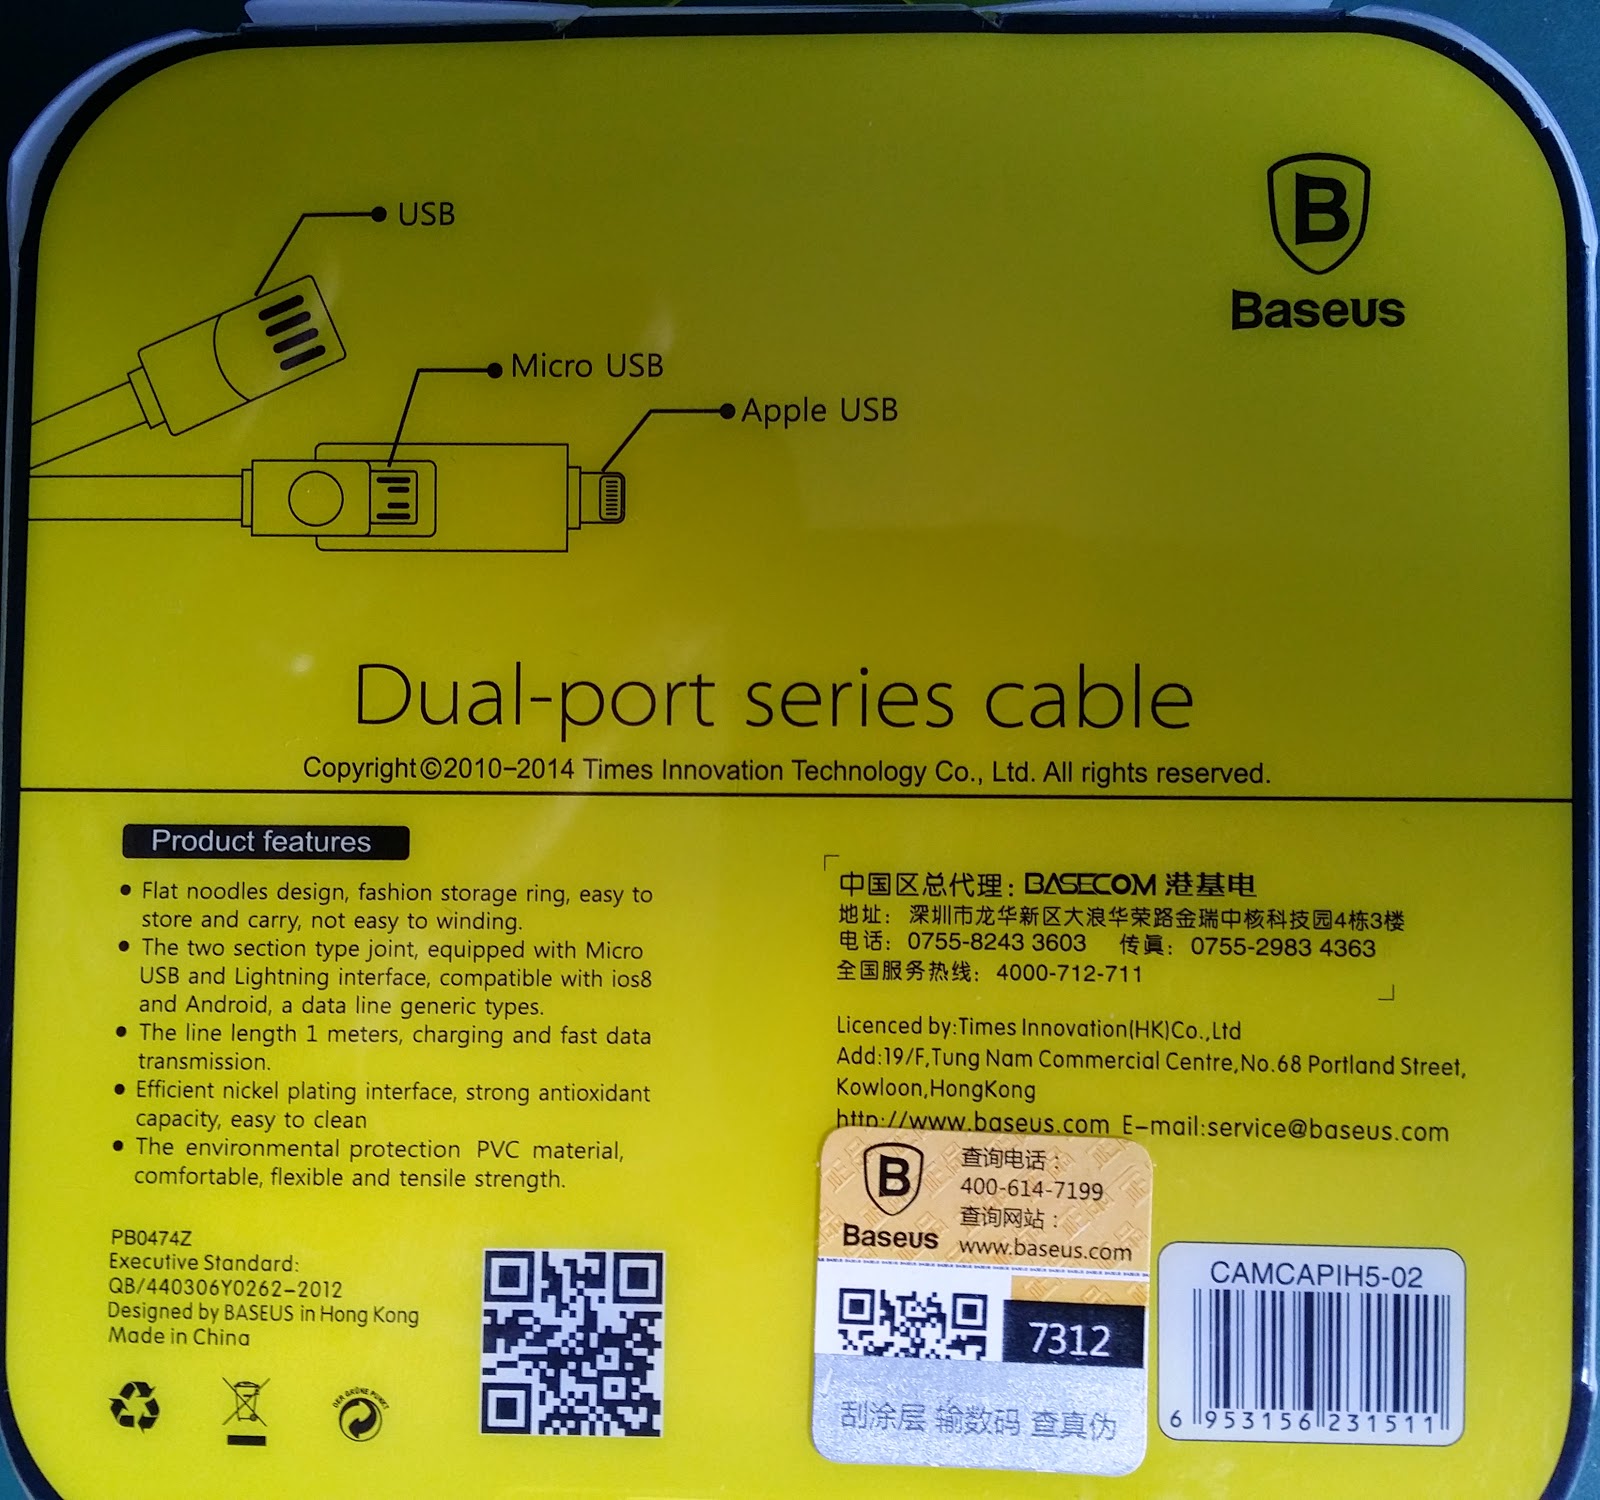 USB
Micro USB
Apple USB
B
Baseus
Dual-port series cable
Copyright©2010-2014 Times Innovation Technology Co., Ltd. All rights reserved.
Product features
• Flat noodles design, fashion storage ring, easy to
store and carry, not easy to winding.
• The two section type joint, equipped with Micro
USB and Lightning interface, compatible with ios8
and Android, a data line generic types.
• The line length 1 meters, charging and fast data
transmission.
• Efficient nickel plating interface, strong antioxidant
capacity, easy to clean
• The environmental protection PVC material,
comfortable, flexible and tensile strength.
PB0474Z
Executive Standard:
QB/440306Y0262-2012
Designed by BASEUS in Hong Kong
Made in China
DER GRÜNE PUNKT
中国区总代理: BASECOM 港基电
地址: 深圳市龙华新区大浪华荣路金瑞中核科技园4栋3楼
电话: 0755-8243 3603 传真: 0755-2983 4363
全国服务热线: 4000-712-711
Licenced by:Times Innovation(HK)Co.,Ltd
Add:19/F,Tung Nam Commercial Centre,No.68 Portland Street,
Kowloon,HongKong
http://www.baseus.com E-mail:service@baseus.com
B
Baseus
查询电话:
400-614-7199
查询网站:
www.baseus.com
7312
刮涂层 输数码 查真伪
CAMCAPIH5-02
6 953156 231511